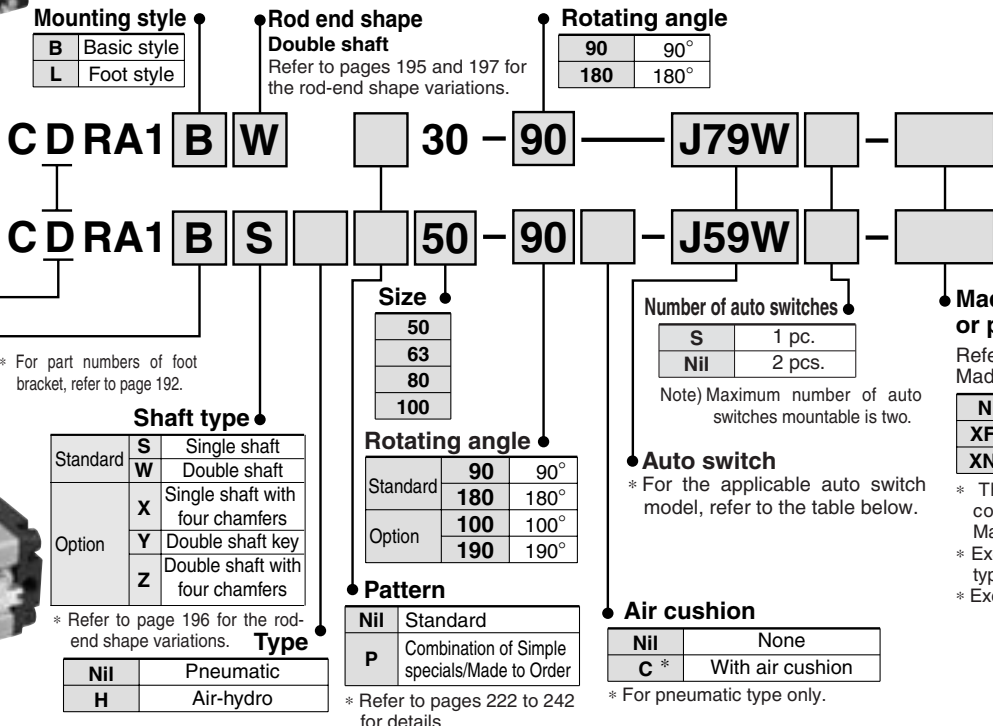 Mounting style
B Basic style
L Foot style
Rod end shape
Double shaft
Refer to pages 195 and 197 for
the rod-end shape variations.
Rotating angle
90 90°
180 180°
C D RA1 B W 30 – 90 — J79W –
C D RA1 B S 50 – 90 – J59W –
* For part numbers of foot
bracket, refer to page 192.
Size
50
63
80
100
Number of auto switches
S 1 pc.
Nil 2 pcs.
Note) Maximum number of auto
switches mountable is two.
Shaft type
Standard S Single shaft
W Double shaft
Option X Single shaft with
four chamfers
Y Double shaft key
Z Double shaft with
four chamfers
* Refer to page 196 for the rod-
end shape variations.
Rotating angle
Standard 90 90°
180 180°
Option 100 100°
190 190°
Auto switch
* For the applicable auto switch
model, refer to the table below.
Type
Nil Pneumatic
H Air-hydro
Pattern
Nil Standard
P Combination of Simple
specials/Made to Order
* Refer to pages 222 to 242
for details.
Air cushion
Nil None
C * With air cushion
* For pneumatic type only.
or